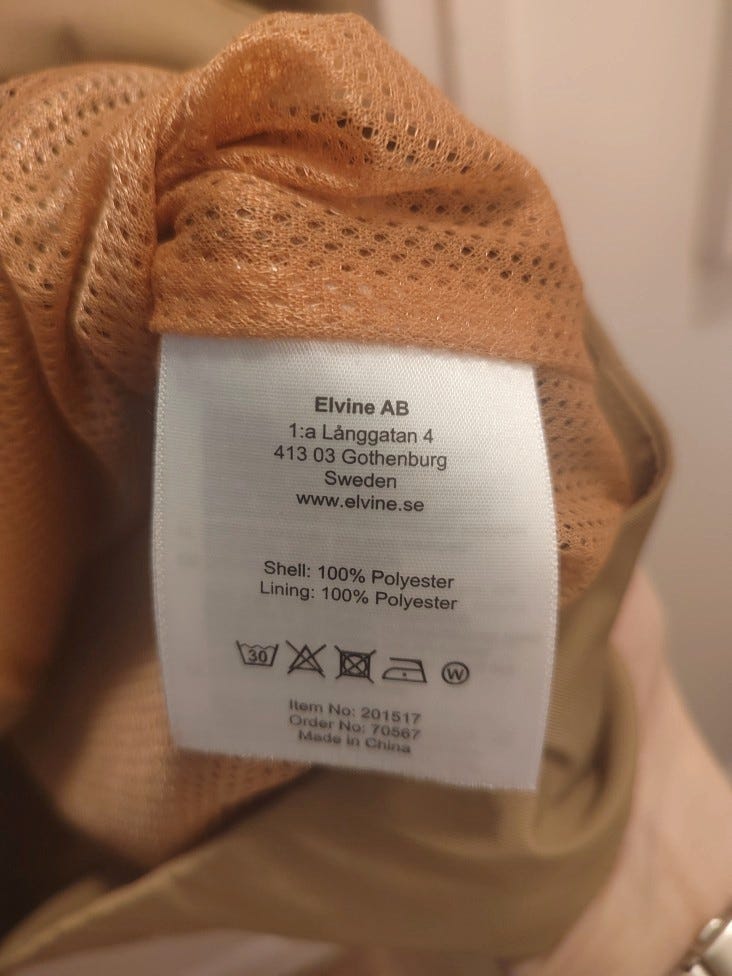 Elvine AB
1:a Långgatan 4
413 03 Gothenburg
Sweden
www.elvine.se
Shell: 100% Polyester
Lining: 100% Polyester
30 W
Item No: 201517
Order No: 70567
Made in China